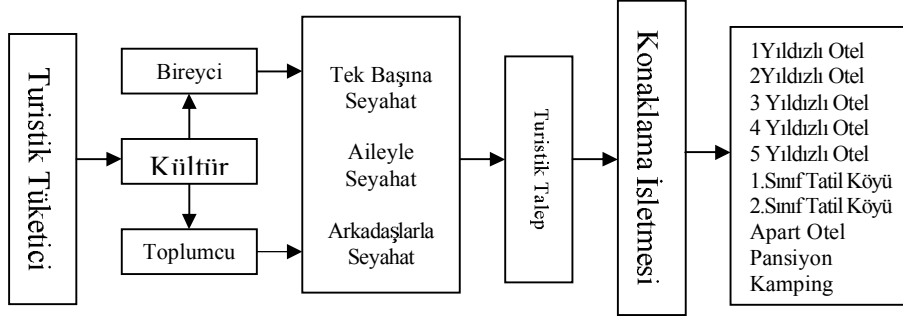 Turistik Tüketici
Bireyci
Kültür
Toplumcu
Tek Başına
Seyahat
Aileyle
Seyahat
Arkadaşlarla
Seyahat
Turistik Talep
Konaklama İsletmesi
1Yıldızlı Otel
2Yıldızlı Otel
3 Yıldızlı Otel
4 Yıldızlı Otel
5 Yıldızlı Otel
1.Sınıf Tatil Köyü
2.Sınıf Tatil Köyü
Apart Otel
Pansiyon
Kamping